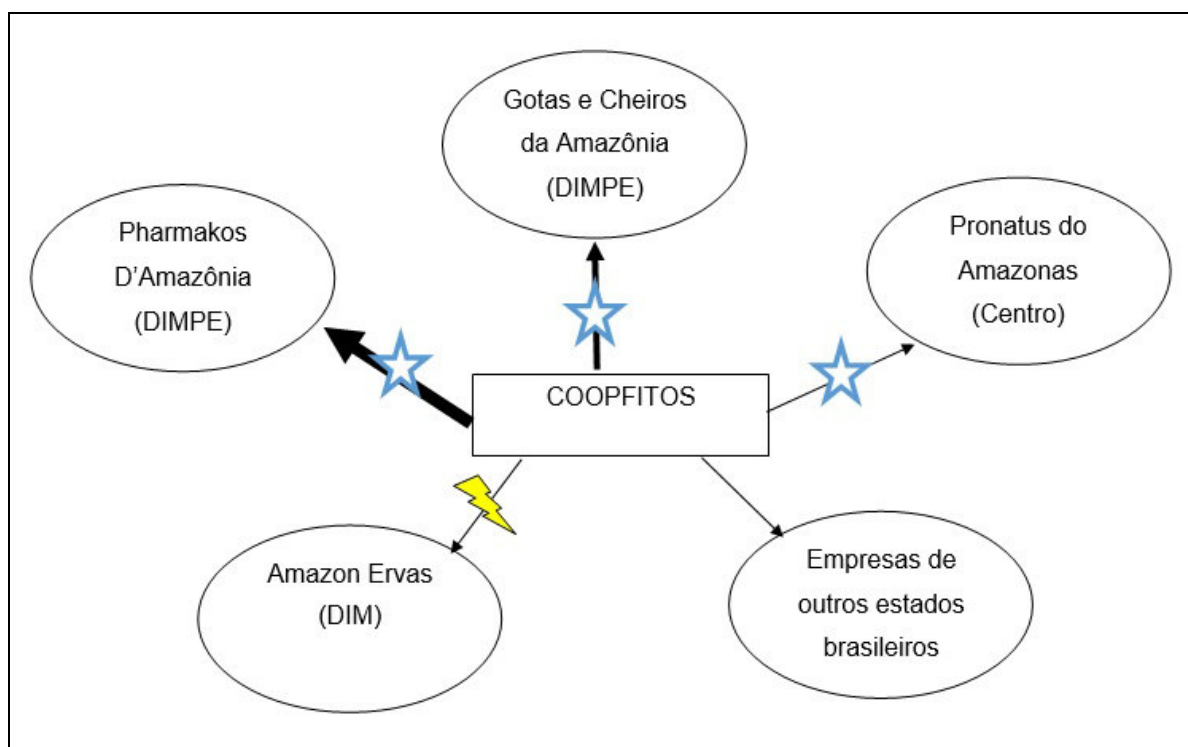 Gotas e Cheiros
da Amazônia
(DIMPE)
Pharmakos
D’Amazônia
(DIMPE)
Pronatus do
Amazonas
(Centro)
COOPFITOS
Amazon Ervas
(DIM)
Empresas de
outros estados
brasileiros